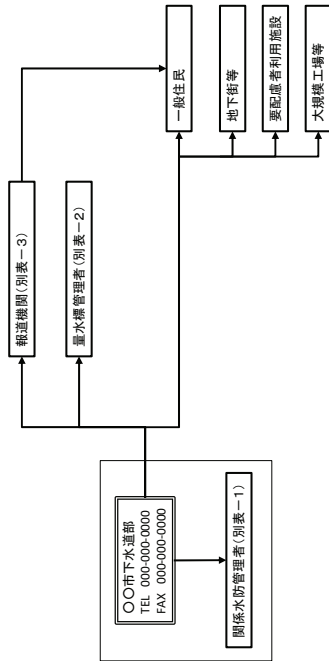 〇〇市下水道部
TEL 000-000-0000
FAX 000-000-0000
関係水防管理者(別表－1)
報道機関(別表－3)
量水標管理者(別表－2)
一般住民
地下街等
要配慮者利用施設
大規模工場等